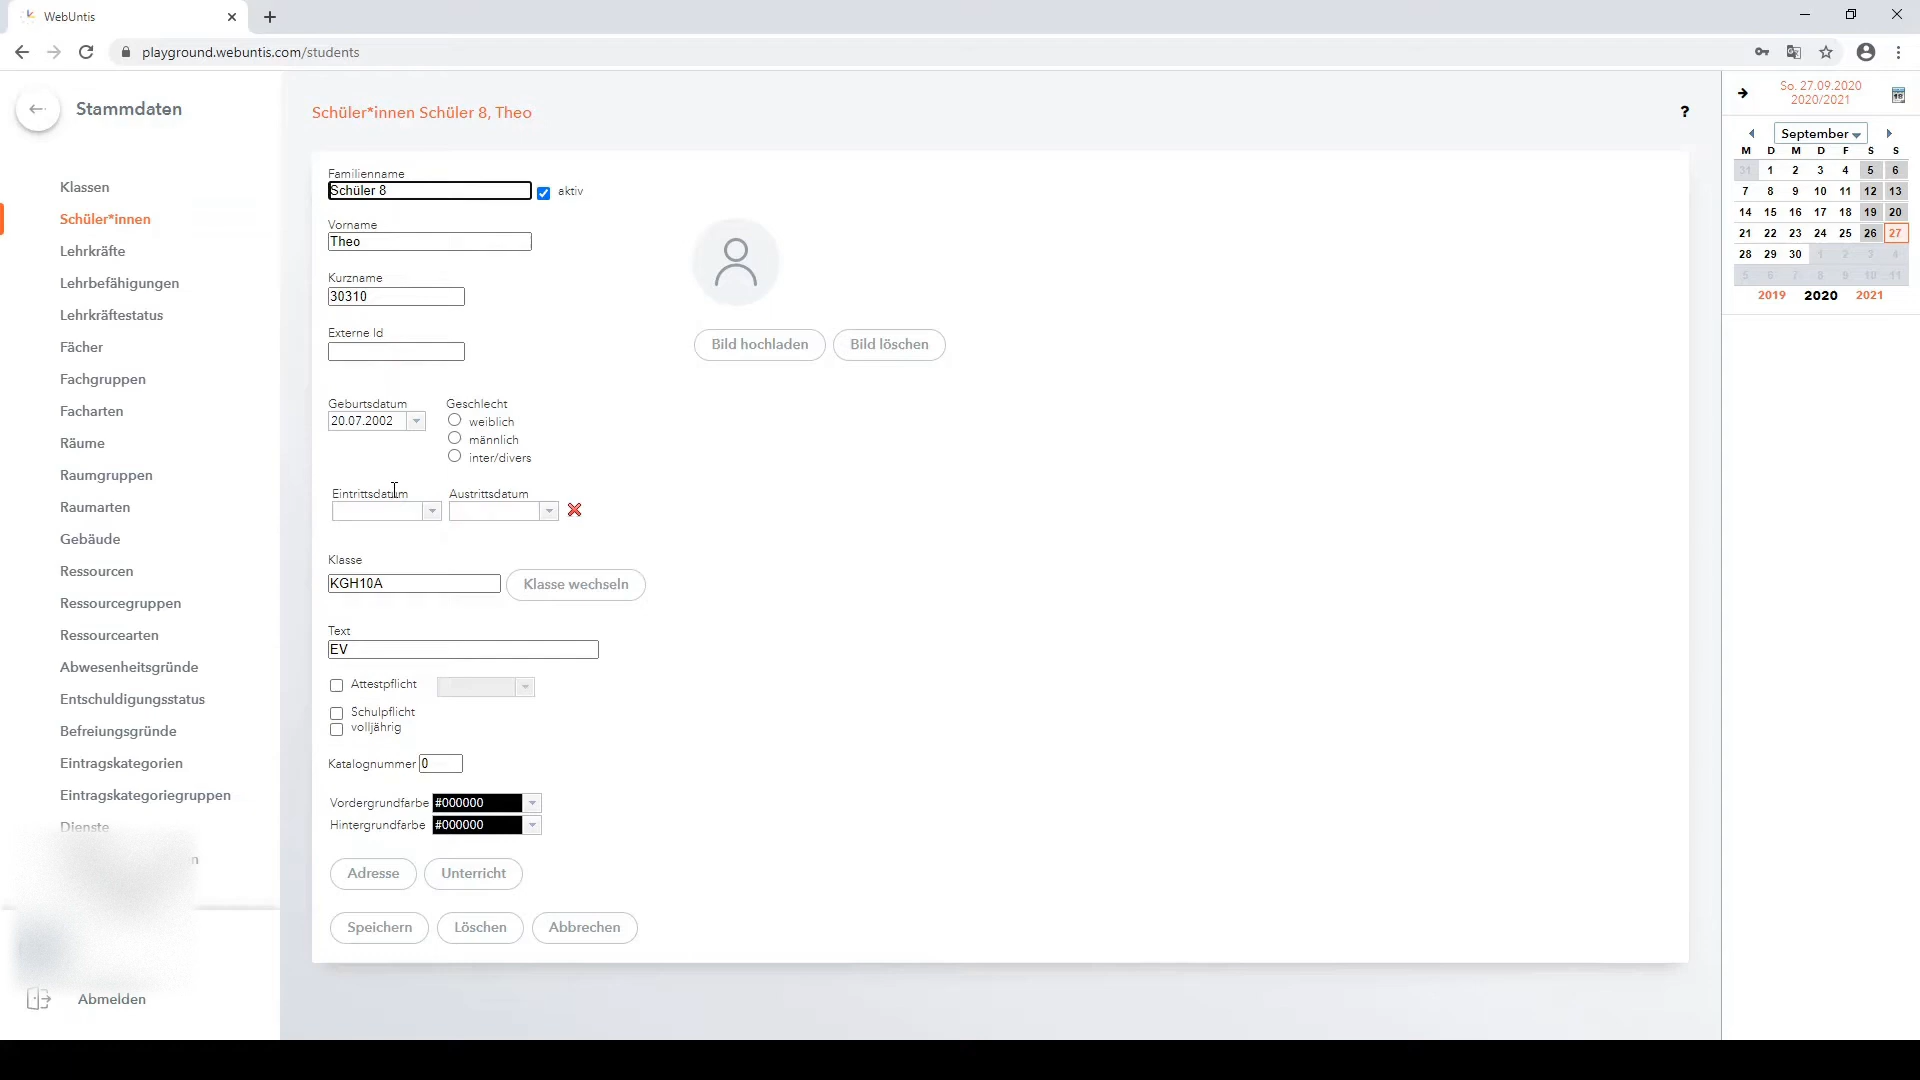 WebUntis
playground.webuntis.com/students
Stammdaten
Klassen
Schüler*innen
Lehrkräfte
Lehrbefähigungen
Lehrkräftestatus
Fächer
Fachgruppen
Facharten
Räume
Raumgruppen
Raumarten
Gebäude
Ressourcen
Ressourcegruppen
Ressourcearten
Abwesenheitsgründe
Entschuldigungsstatus
Befreiungsgründe
Eintragskategorien
Eintragskategoriegruppen
Dienste
Abmelden
Schüler*innen Schüler 8, Theo
?
Familienname
Schüler 8 aktiv
Vorname
Theo
Kurzname
30310
Externe Id
Bild hochladen Bild löschen
Geburtsdatum Geschlecht
20.07.2002 weiblich
männlich
inter/divers
Eintrittsdatum Austrittsdatum
Klasse
KGH10A Klasse wechseln
Text
EV
Attestpflicht
Schulpflicht
volljährig
Katalognummer 0
Vordergrundfarbe #000000
Hintergrundfarbe #000000
Adresse Unterricht
Speichern Löschen Abbrechen
So. 27.09.2020
2020/2021
September
M D M D F S S
31 1 2 3 4 5 6
7 8 9 10 11 12 13
14 15 16 17 18 19 20
21 22 23 24 25 26 27
28 29 30 1 2 3 4
5 6 7 8 9 10 11
2019 2020 2021